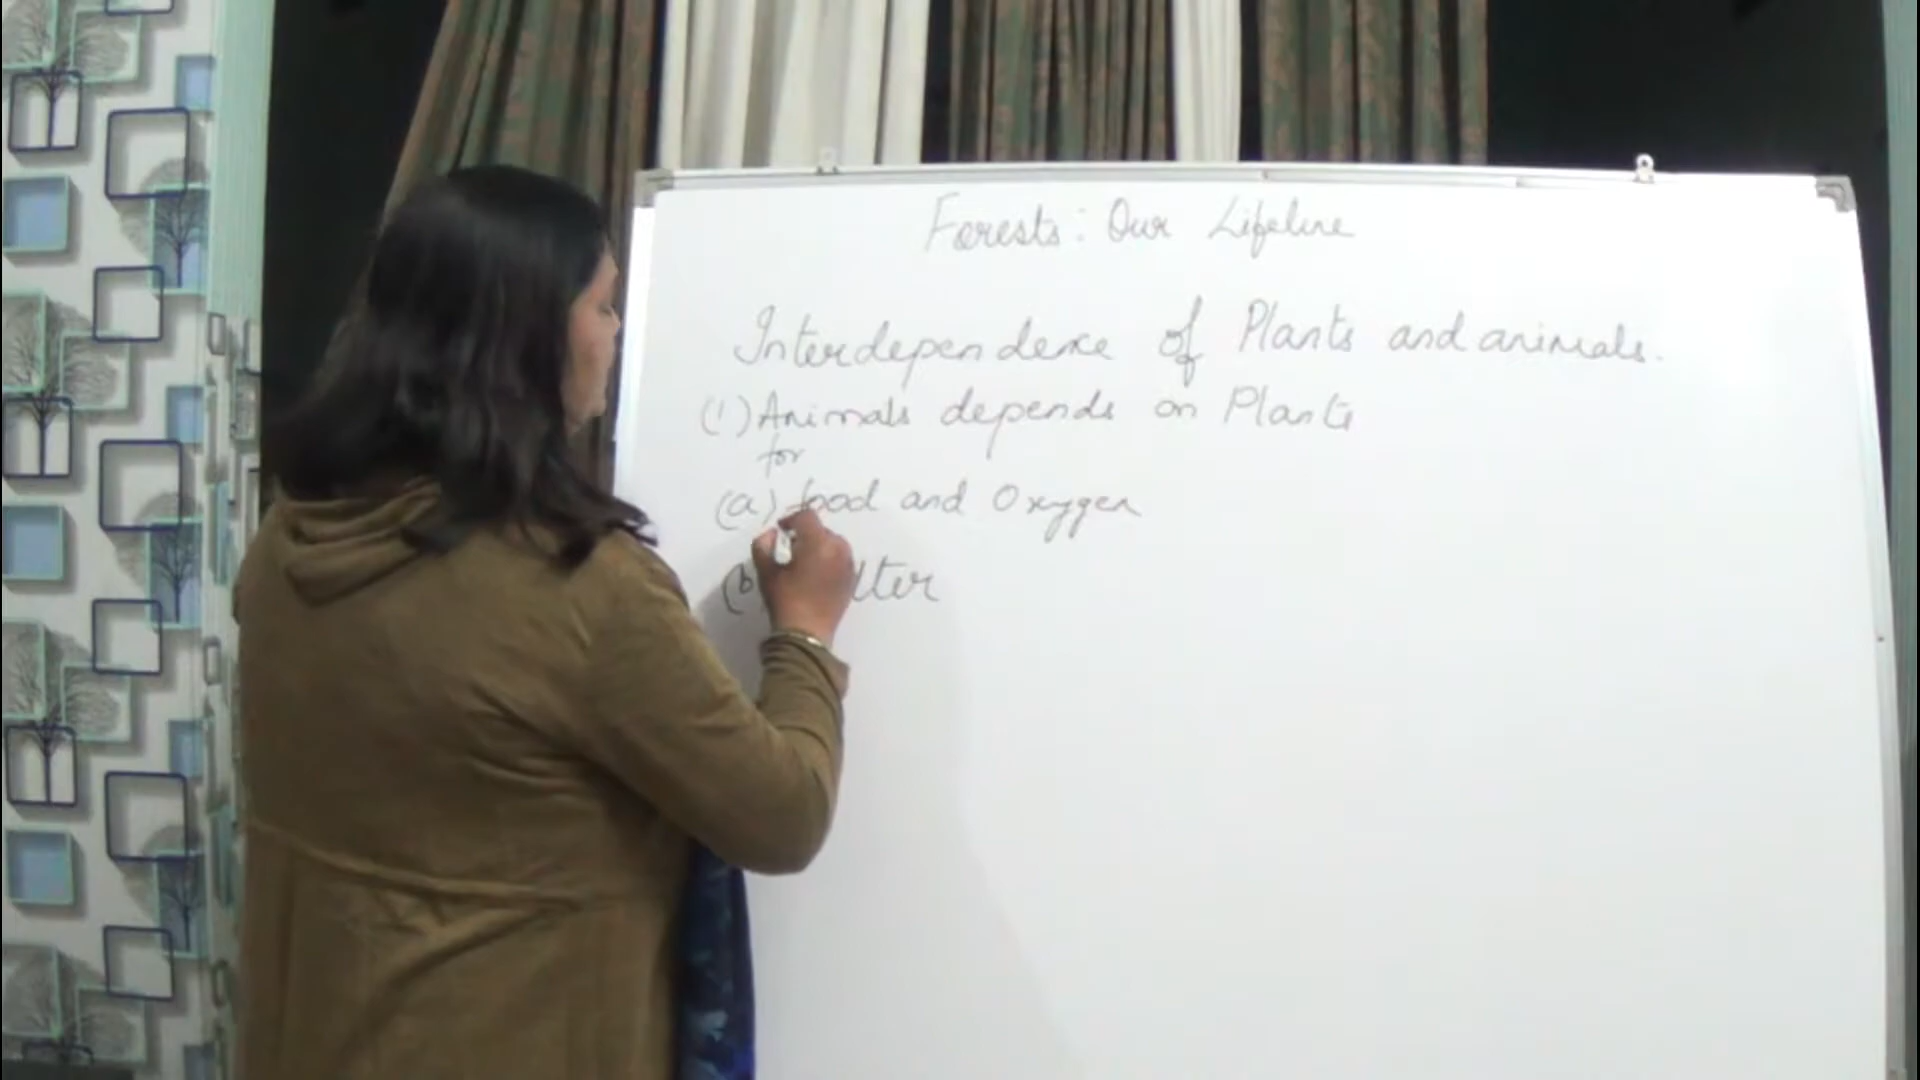 Forests: Our Lifeline
Interdependence of Plants and animals.
(1) Animals depends on Plants
for
(a) food and Oxygen
(b)